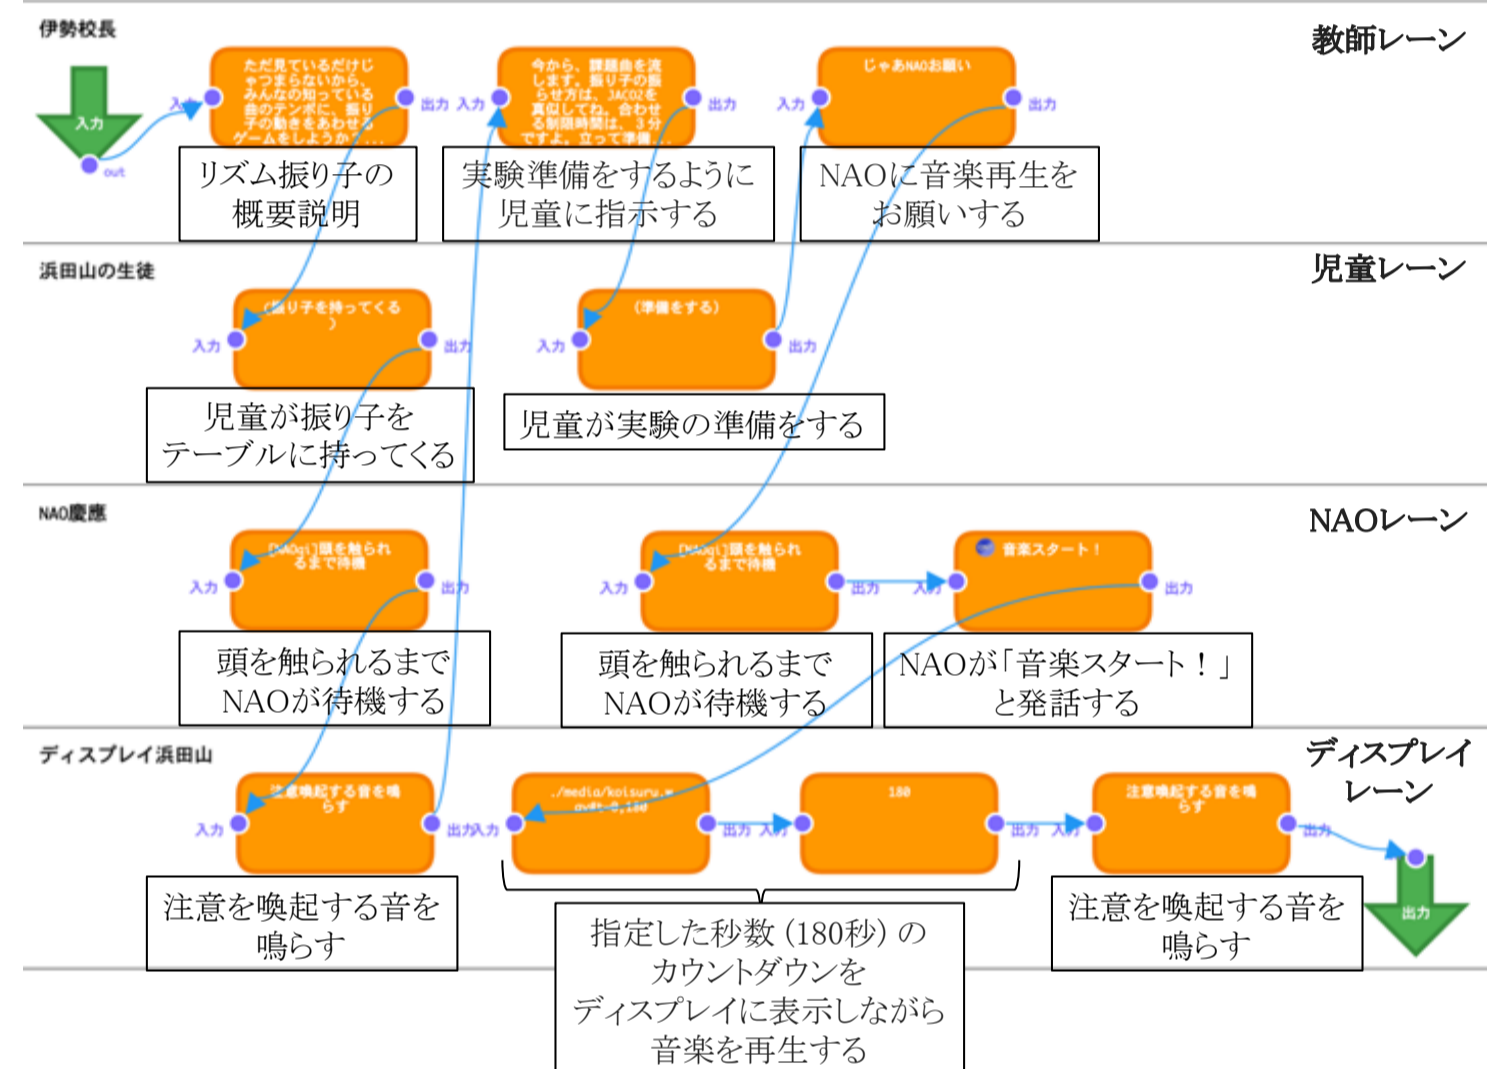 伊勢校長
教師レーン
入力
out
入力
ただ見ているだけじ
ゃつまらないから、
みんなの知っている
曲のテンポに、振り
子の動きをあわせる
ゲームをしようか。...
出力
入力
今から、課題曲を流
します。振り子の振
らせ方は、JACO2を
真似してね。合わせ
る制限時間は、３分
ですよ。立って準備...
出力
入力
じゃあNAOお願い
出力
リズム振り子の
概要説明
実験準備をするように
児童に指示する
NAOに音楽再生を
お願いする
浜田山の生徒
児童レーン
入力
(振り子を持ってくる
)
出力
入力
(準備をする)
出力
児童が振り子を
テーブルに持ってくる
児童が実験の準備をする
NAO慶應
NAOレーン
入力
[NAOqi]頭を触られ
るまで待機
出力
入力
[NAOqi]頭を触られ
るまで待機
出力
入力
音楽スタート！
出力
頭を触られるまで
NAOが待機する
頭を触られるまで
NAOが待機する
NAOが「音楽スタート！」
と発話する
ディスプレイ浜田山
ディスプレイ
レーン
入力
注意喚起する音を鳴
らす
出力
入力
./media/koisuru.w
av#t=0,180
出力
入力
180
出力
入力
注意喚起する音を鳴
らす
出力
出力
注意を喚起する音を
鳴らす
指定した秒数（180秒）の
カウントダウンを
ディスプレイに表示しながら
音楽を再生する
注意を喚起する音を
鳴らす